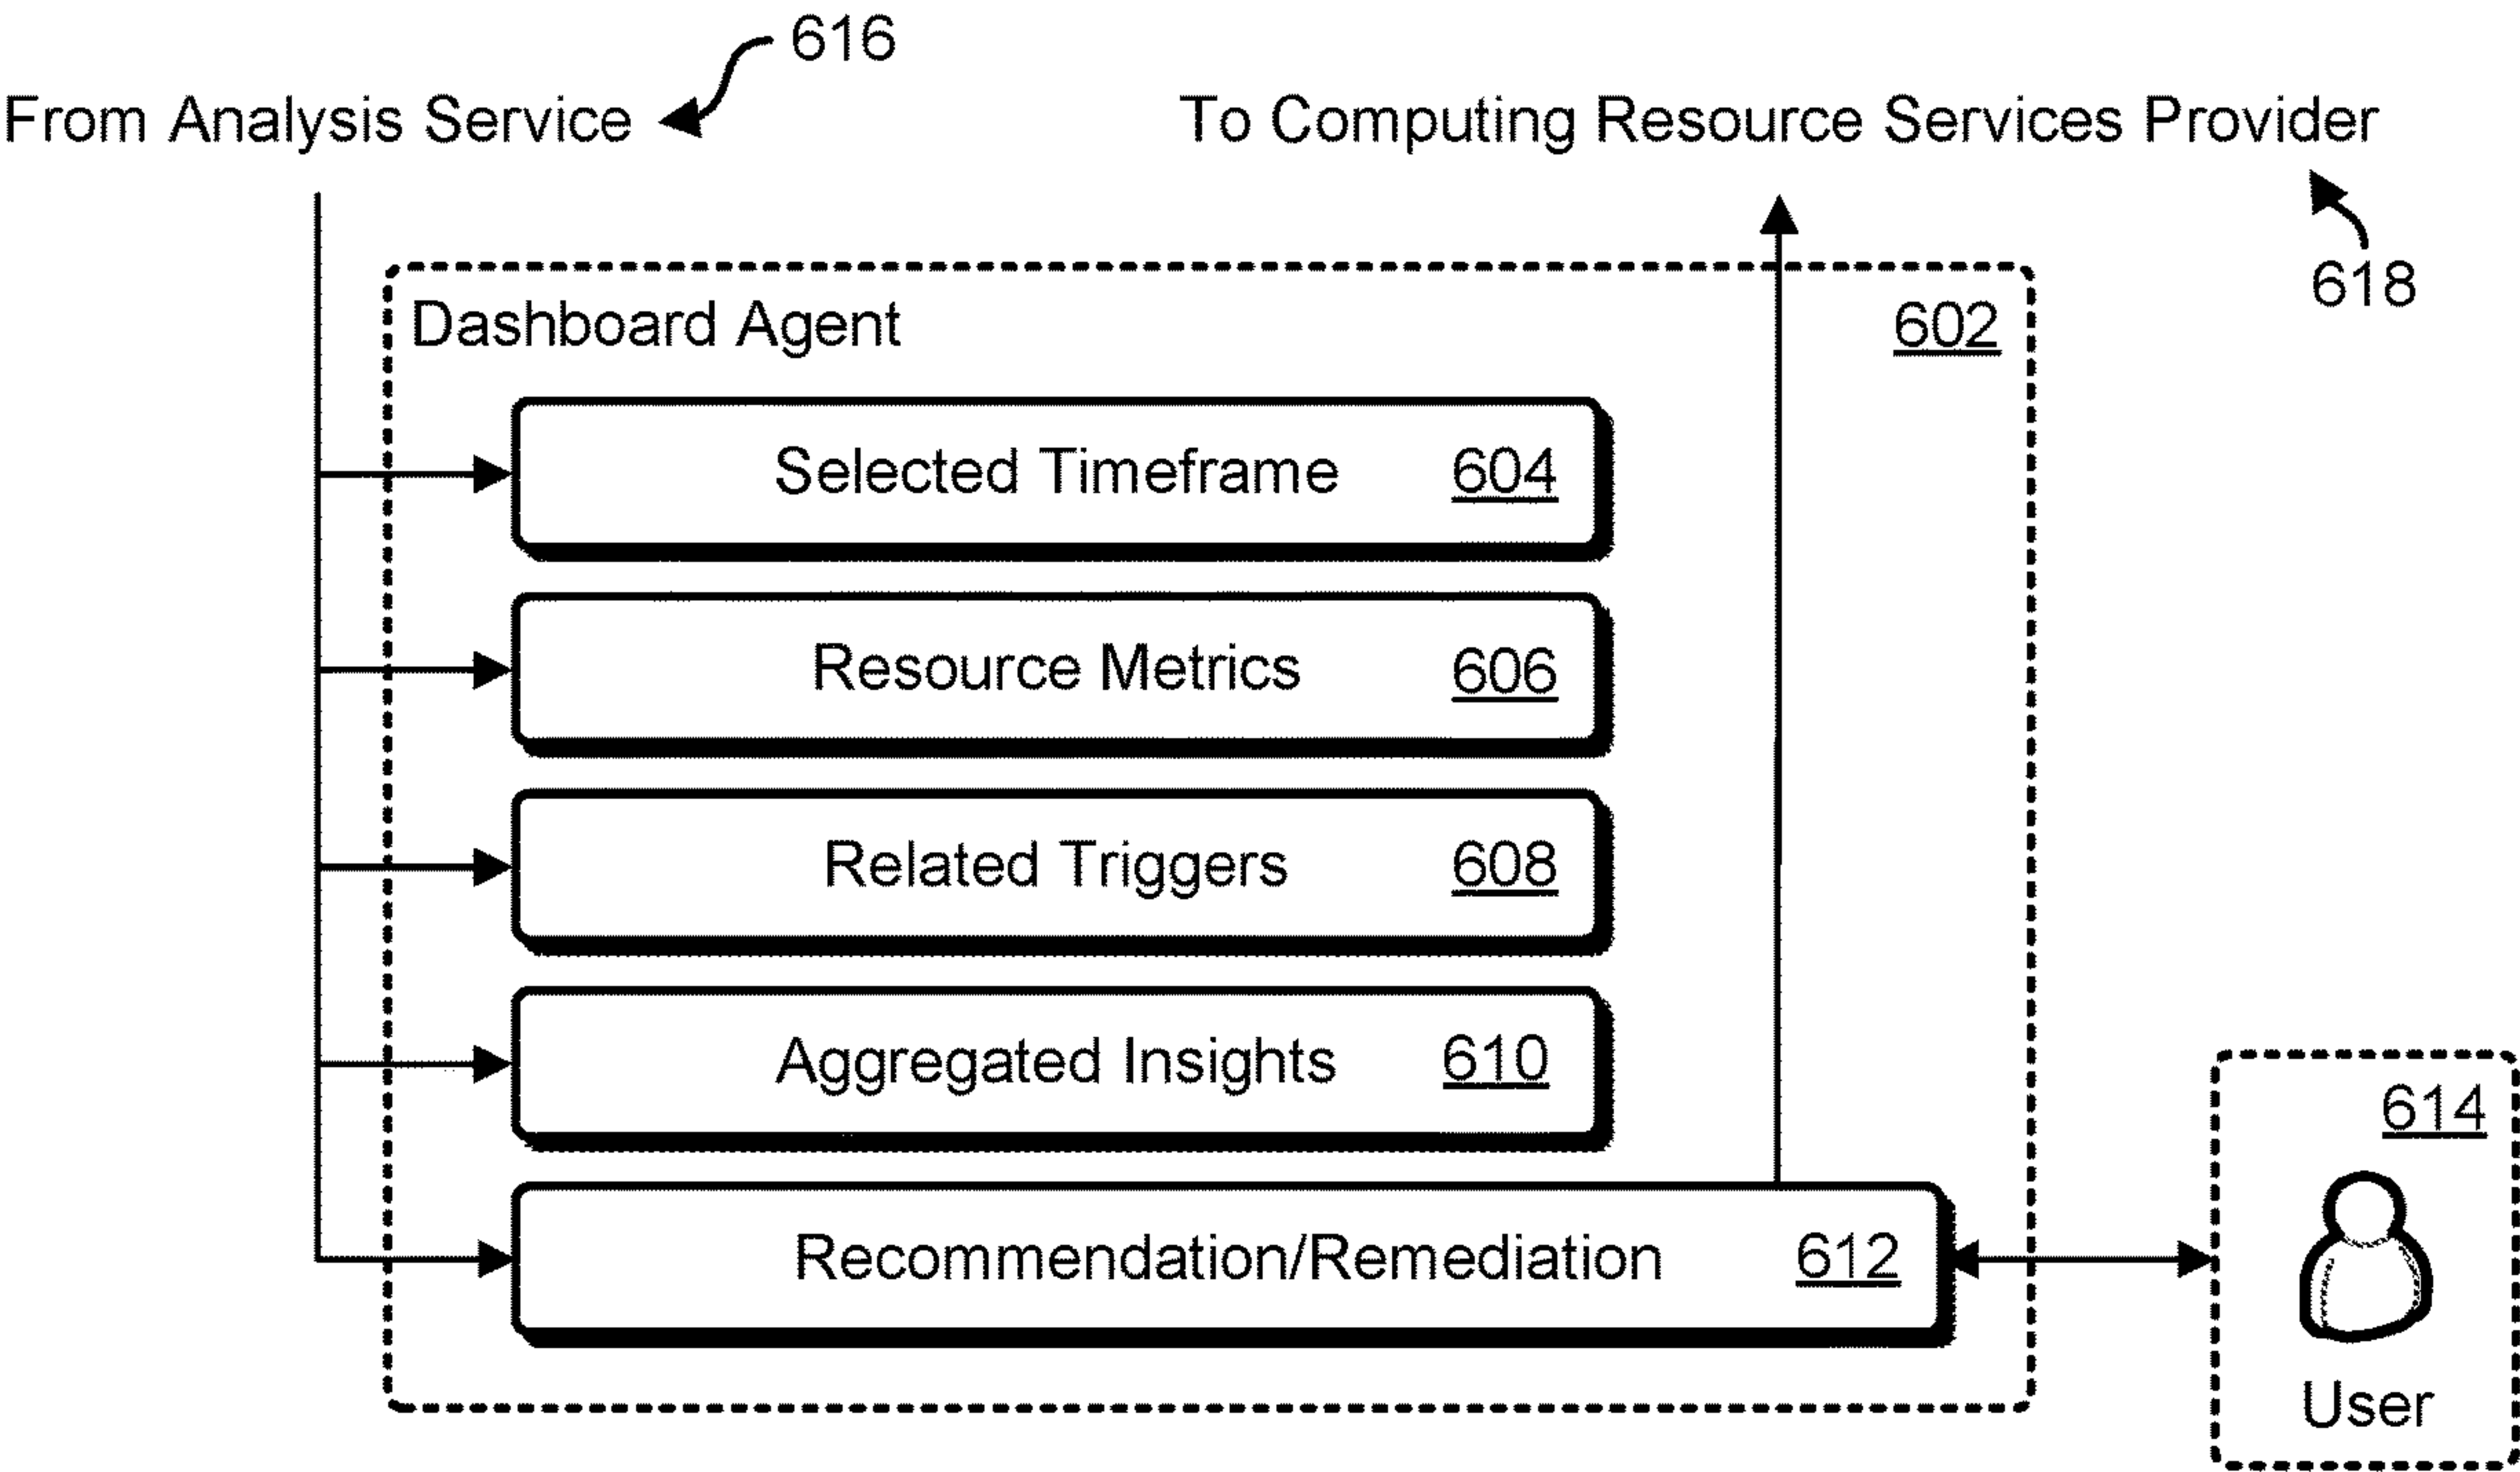 616
From Analysis Service
To Computing Resource Services Provider
618
Dashboard Agent
602
Selected Timeframe 604
Resource Metrics 606
Related Triggers 608
Aggregated Insights 610
Recommendation/Remediation 612
614
User